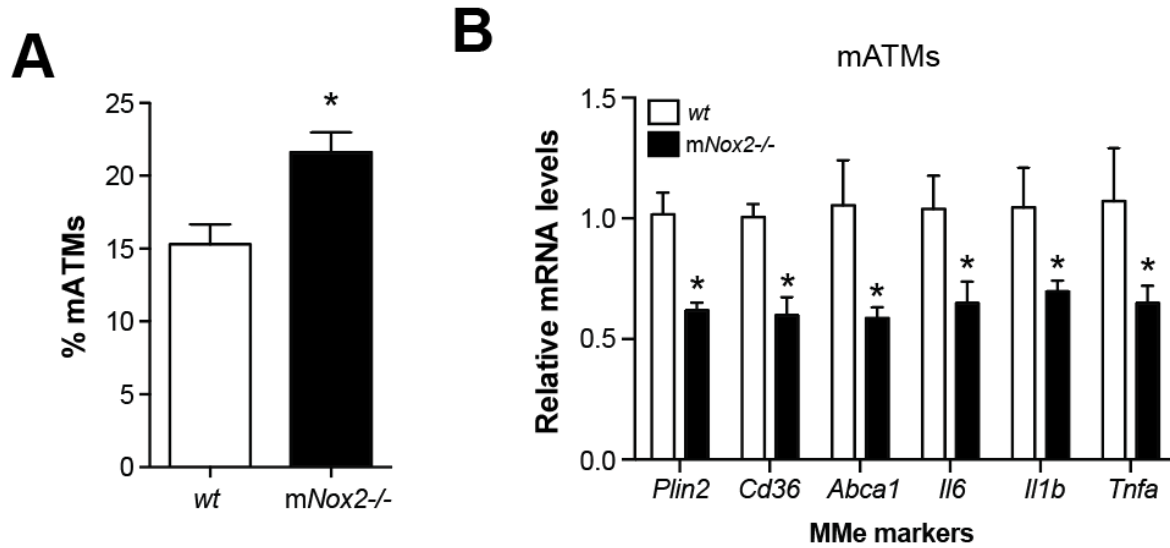 A
% mATMs
25
20
15
10
5
0
*
wt
mNox2-/-
B
mATMs
Relative mRNA levels
1.5
1.0
0.5
0.0
wt
mNox2-/-
* * * * * *
Plin2 Cd36 Abca1 Il6 Il1b Tnfa
MMe markers